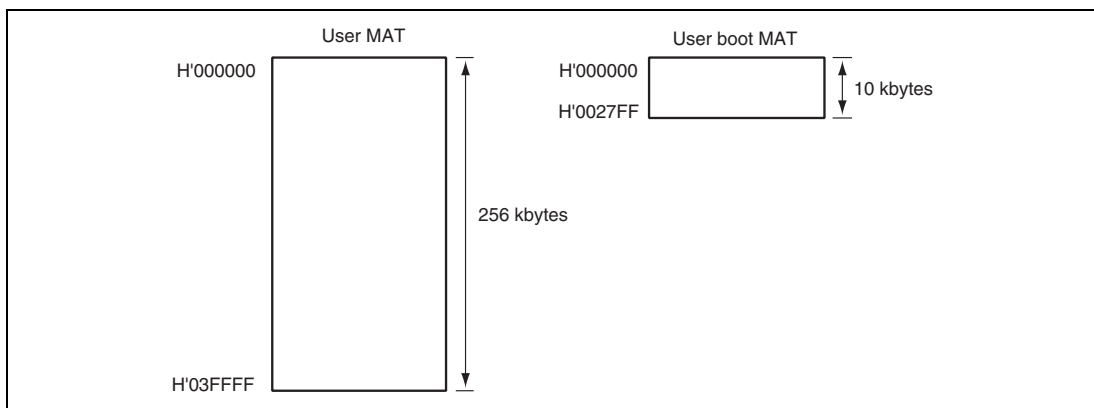 User MAT
H'000000
256 kbytes
H'03FFFF
User boot MAT
H'000000
10 kbytes
H'0027FF